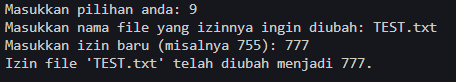 Masukkan pilihan anda: 9
Masukkan nama file yang izinnya ingin diubah: TEST.txt
Masukkan izin baru (misalnya 755): 777
Izin file 'TEST.txt' telah diubah menjadi 777.